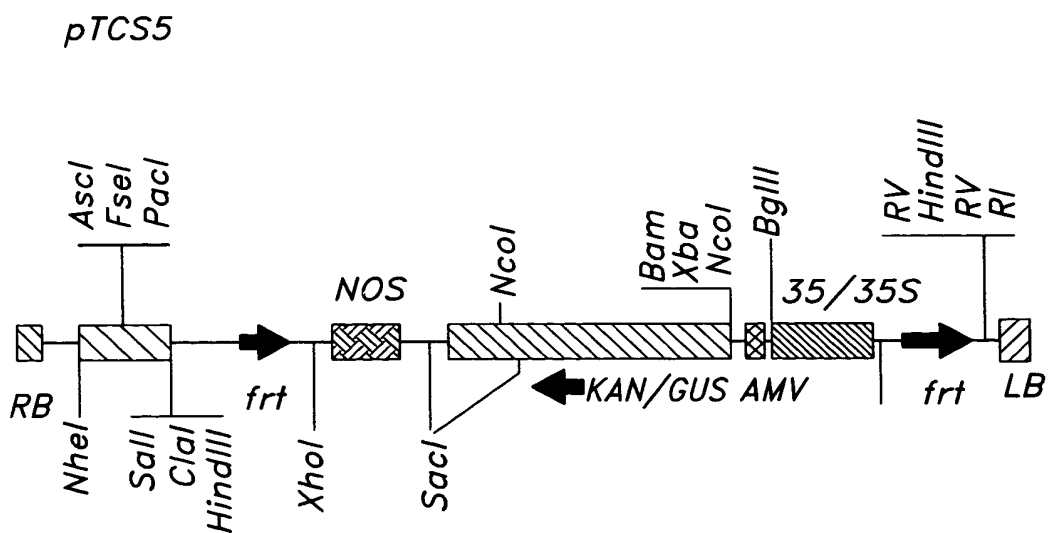 pTCS5
AscI
FseI
PacI
RV
HindIII
RV
RI
BglII
Bam
Xba
NcoI
NcoI
NOS
35/35S
RB
frt
KAN/GUS AMV
frt
LB
NheI
SalI
ClaI
HindIII
XhoI
SacI